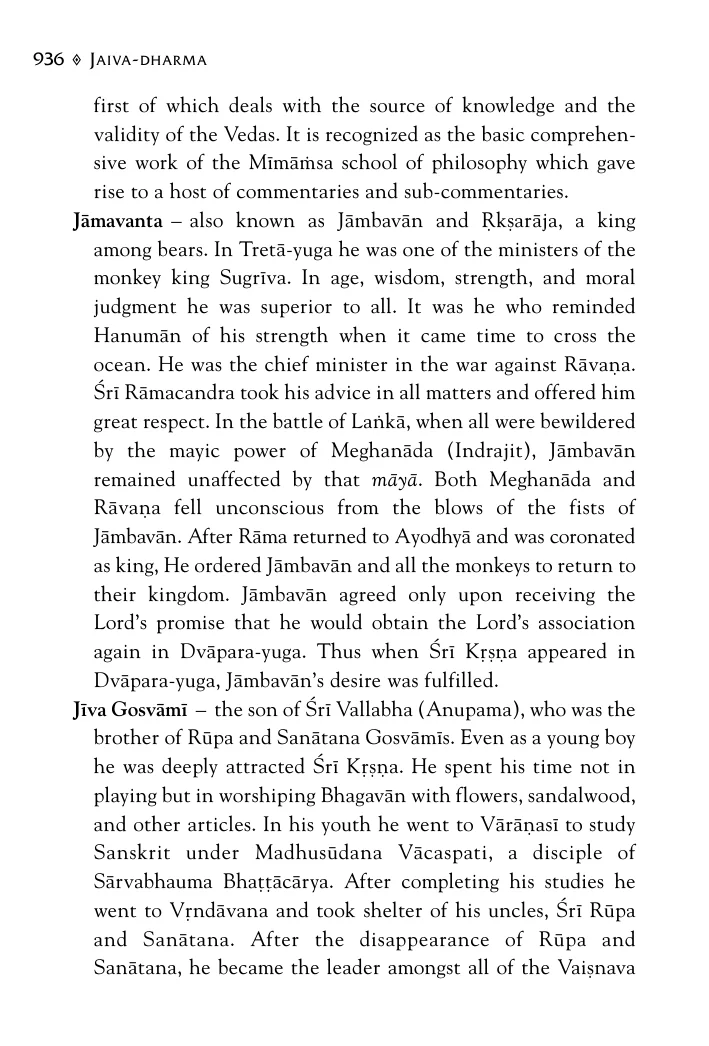 936 ◈ JAIVA-DHARMA
first of which deals with the source of knowledge and the
validity of the Vedas. It is recognized as the basic comprehen-
sive work of the Mīmāṁsa school of philosophy which gave
rise to a host of commentaries and sub-commentaries.
Jāmavanta – also known as Jāmbavān and Ṛkṣarāja, a king
among bears. In Tretā-yuga he was one of the ministers of the
monkey king Sugrīva. In age, wisdom, strength, and moral
judgment he was superior to all. It was he who reminded
Hanumān of his strength when it came time to cross the
ocean. He was the chief minister in the war against Rāvaṇa.
Śrī Rāmacandra took his advice in all matters and offered him
great respect. In the battle of Laṅkā, when all were bewildered
by the mayic power of Meghanāda (Indrajit), Jāmbavān
remained unaffected by that māyā. Both Meghanāda and
Rāvaṇa fell unconscious from the blows of the fists of
Jāmbavān. After Rāma returned to Ayodhyā and was coronated
as king, He ordered Jāmbavān and all the monkeys to return to
their kingdom. Jāmbavān agreed only upon receiving the
Lord's promise that he would obtain the Lord's association
again in Dvāpara-yuga. Thus when Śrī Kṛṣṇa appeared in
Dvāpara-yuga, Jāmbavān's desire was fulfilled.
Jīva Gosvāmī – the son of Śrī Vallabha (Anupama), who was the
brother of Rūpa and Sanātana Gosvāmīs. Even as a young boy
he was deeply attracted Śrī Kṛṣṇa. He spent his time not in
playing but in worshiping Bhagavān with flowers, sandalwood,
and other articles. In his youth he went to Vārāṇasī to study
Sanskrit under Madhusūdana Vācaspati, a disciple of
Sārvabhauma Bhaṭṭācārya. After completing his studies he
went to Vṛndāvana and took shelter of his uncles, Śrī Rūpa
and Sanātana. After the disappearance of Rūpa and
Sanātana, he became the leader amongst all of the Vaiṣnava